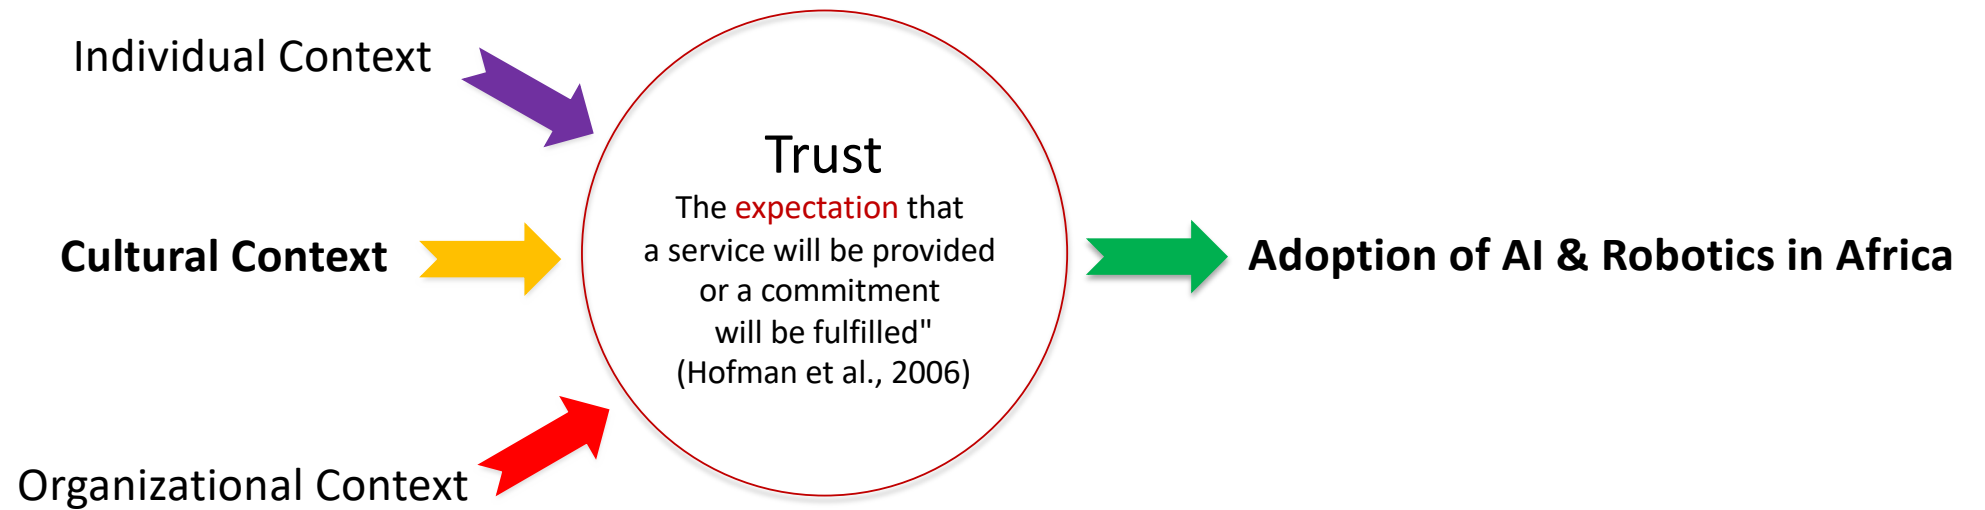 Individual Context
Cultural Context
Organizational Context
Trust
The expectation that
a service will be provided
or a commitment
will be fulfilled"
(Hofman et al., 2006)
Adoption of AI & Robotics in Africa